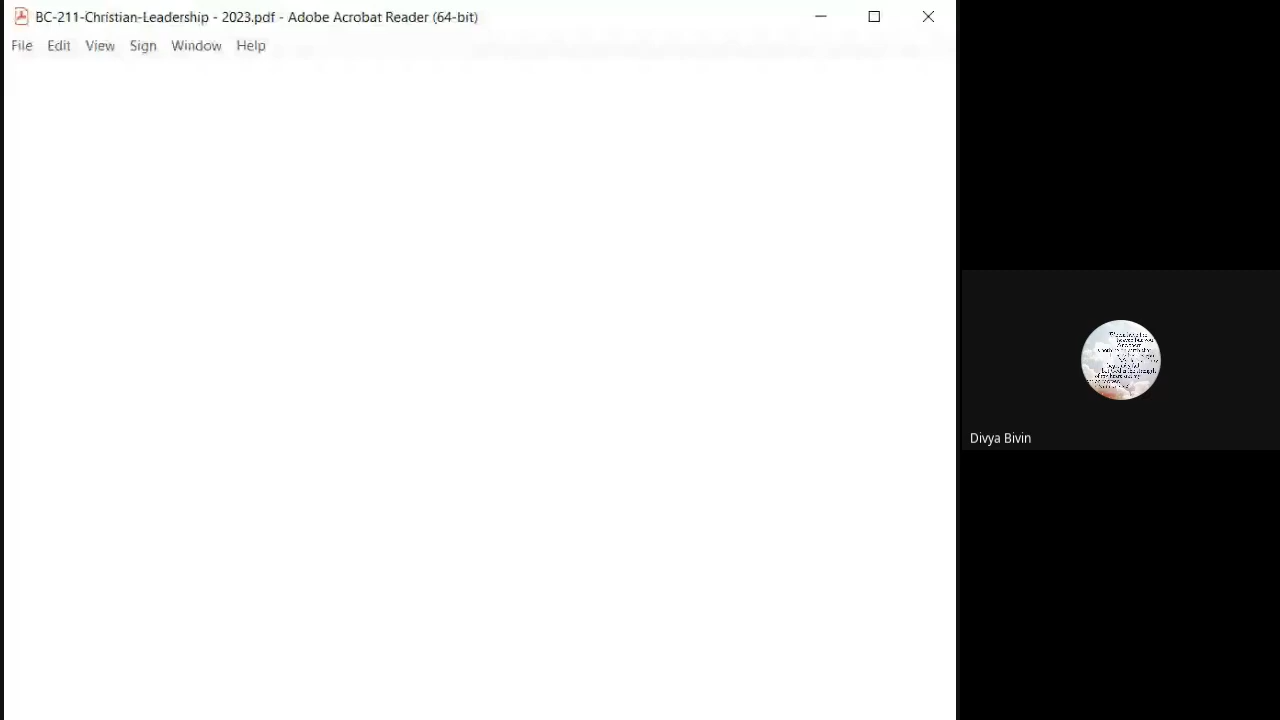 BC-211-Christian-Leadership - 2023.pdf - Adobe Acrobat Reader (64-bit)
File Edit View Sign Window Help
Divya Bivin